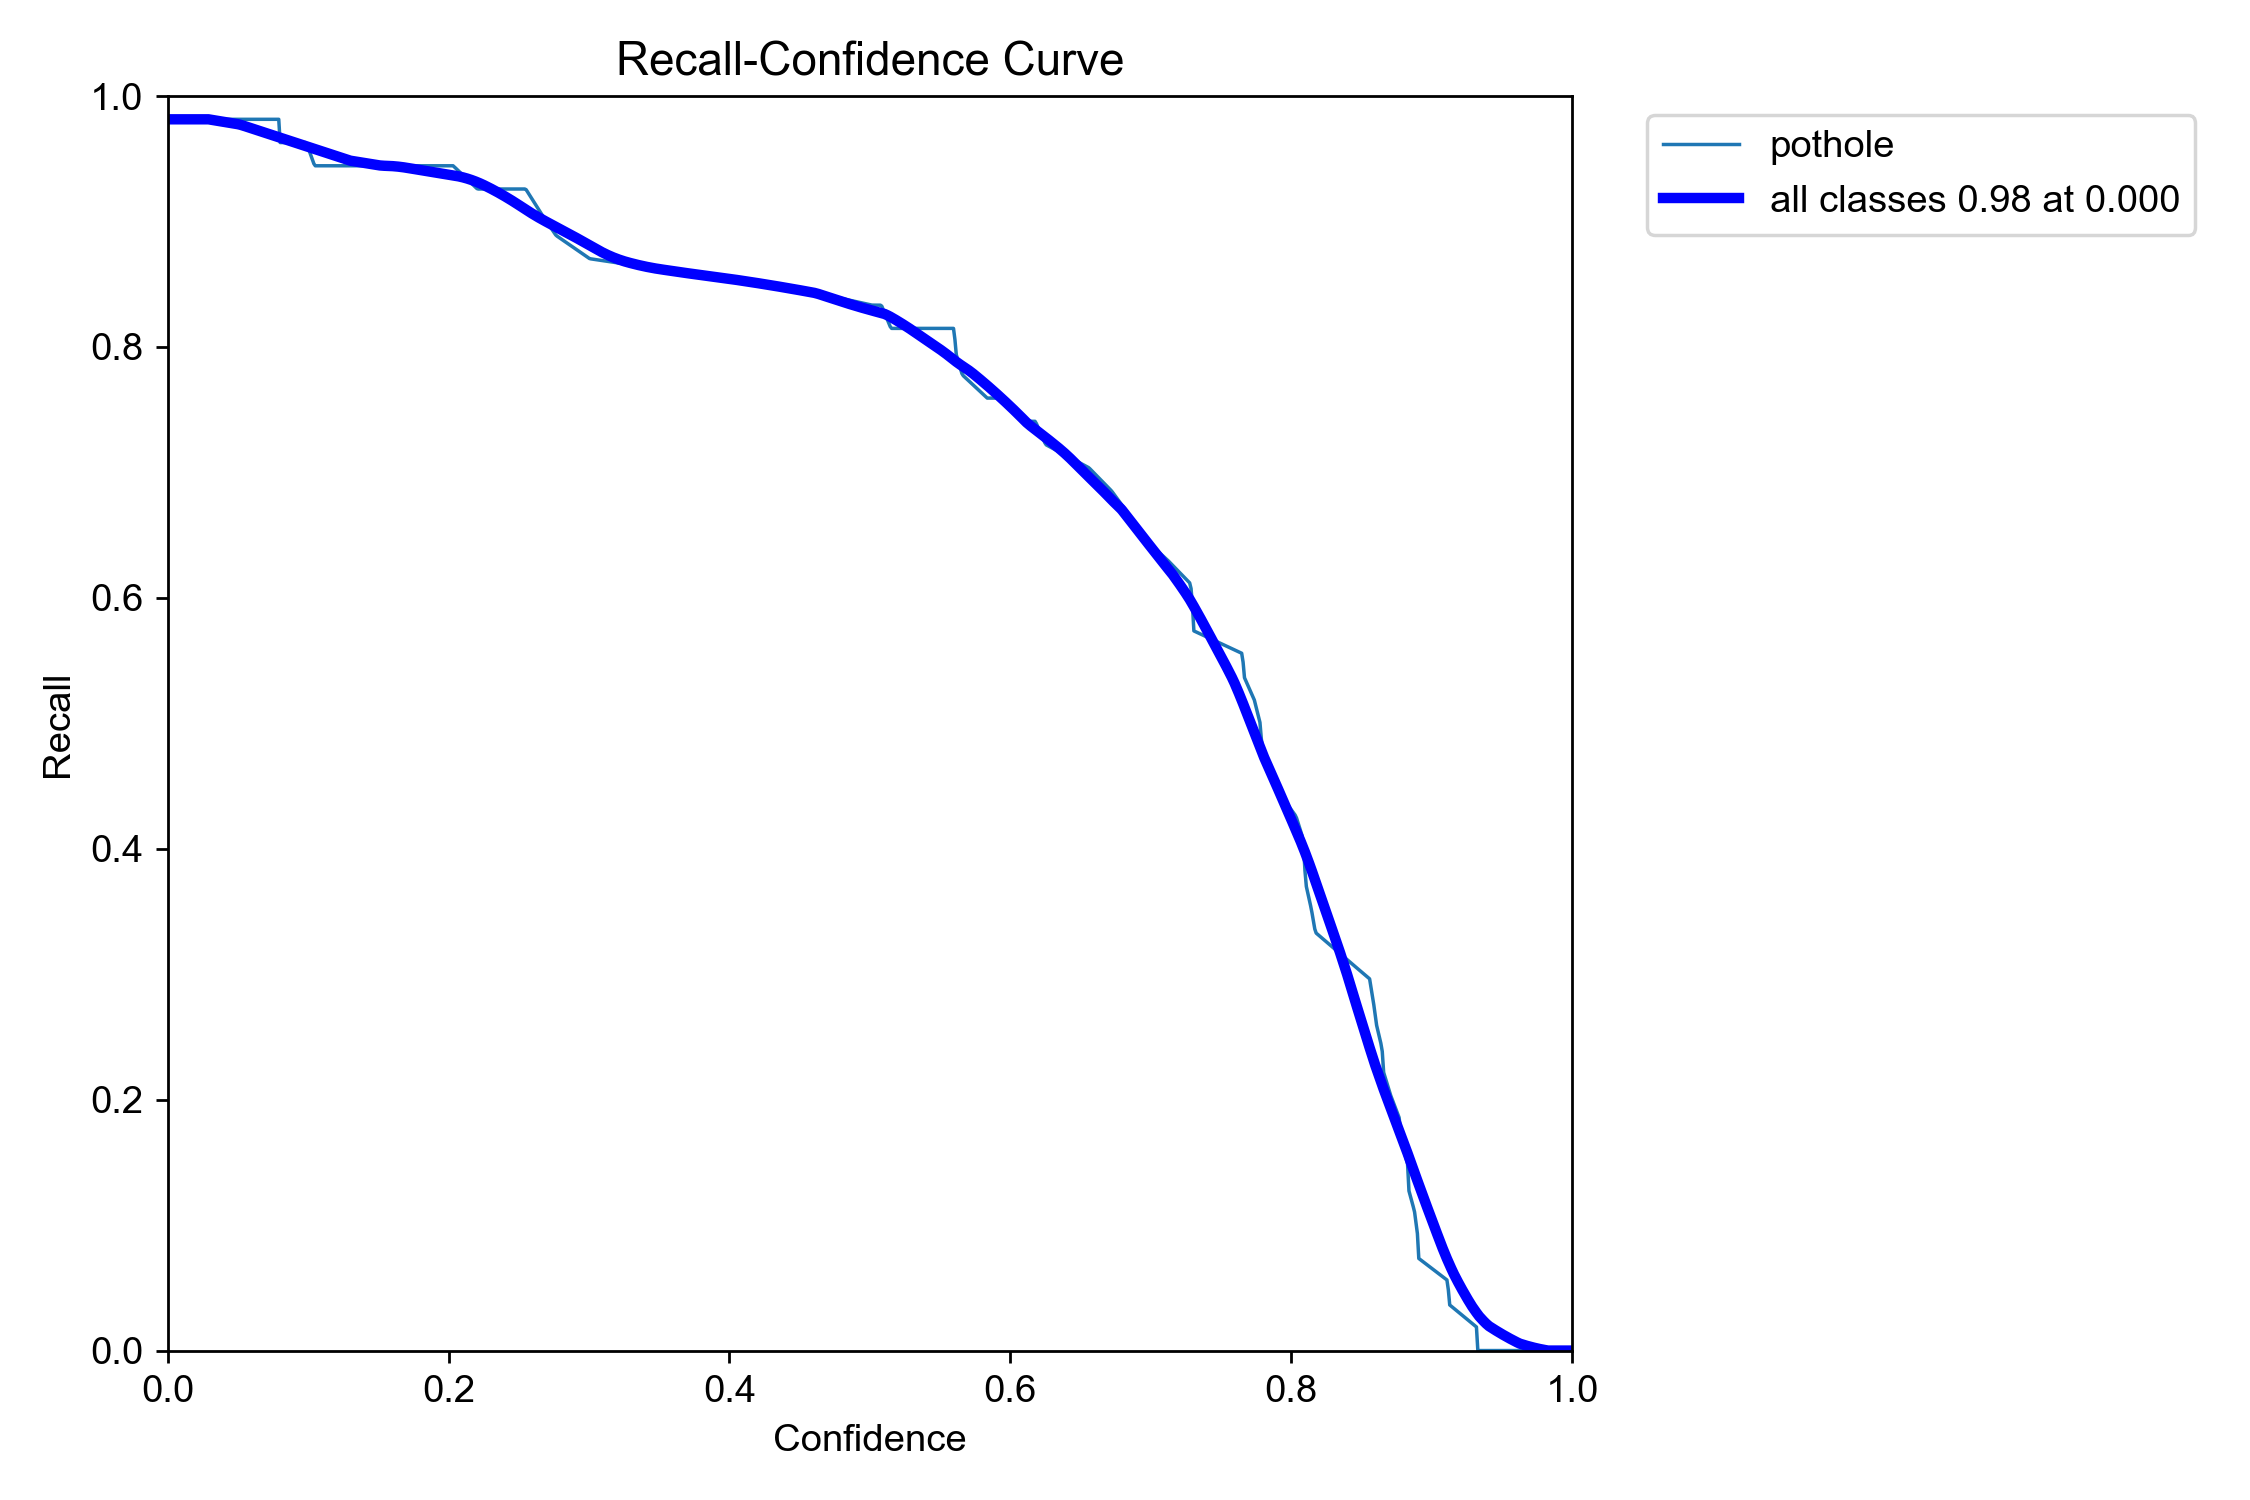 Recall-Confidence Curve
1.0
0.8
0.6
0.4
0.2
0.0
Recall
0.0 0.2 0.4 0.6 0.8 1.0
Confidence
pothole
all classes 0.98 at 0.000